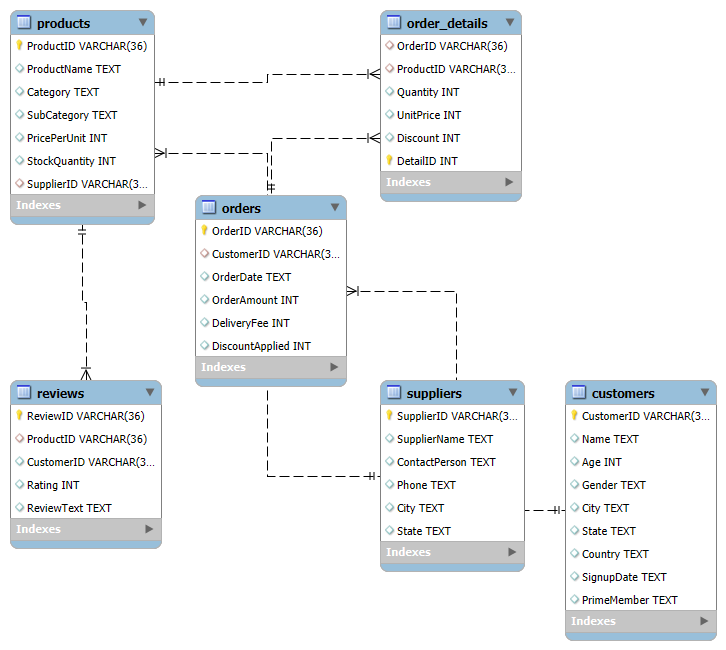 products
ProductID VARCHAR(36)
ProductName TEXT
Category TEXT
SubCategory TEXT
PricePerUnit INT
StockQuantity INT
SupplierID VARCHAR(3...
Indexes
order_details
OrderID VARCHAR(36)
ProductID VARCHAR(3...
Quantity INT
UnitPrice INT
Discount INT
DetailID INT
Indexes
orders
OrderID VARCHAR(36)
CustomerID VARCHAR(3...
OrderDate TEXT
OrderAmount INT
DeliveryFee INT
DiscountApplied INT
Indexes
reviews
ReviewID VARCHAR(36)
ProductID VARCHAR(36)
CustomerID VARCHAR(3...
Rating INT
ReviewText TEXT
Indexes
suppliers
SupplierID VARCHAR(3...
SupplierName TEXT
ContactPerson TEXT
Phone TEXT
City TEXT
State TEXT
Indexes
customers
CustomerID VARCHAR(3...
Name TEXT
Age INT
Gender TEXT
City TEXT
State TEXT
Country TEXT
SignupDate TEXT
PrimeMember TEXT
Indexes